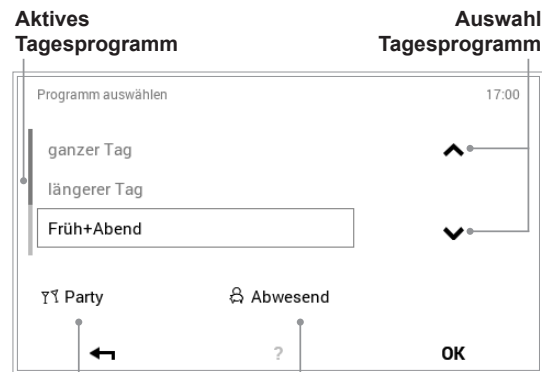 Aktives
Tagesprogramm
Auswahl
Tagesprogramm
Programm auswählen 17:00
ganzer Tag
längerer Tag
Früh+Abend
Party Abwesend
? OK